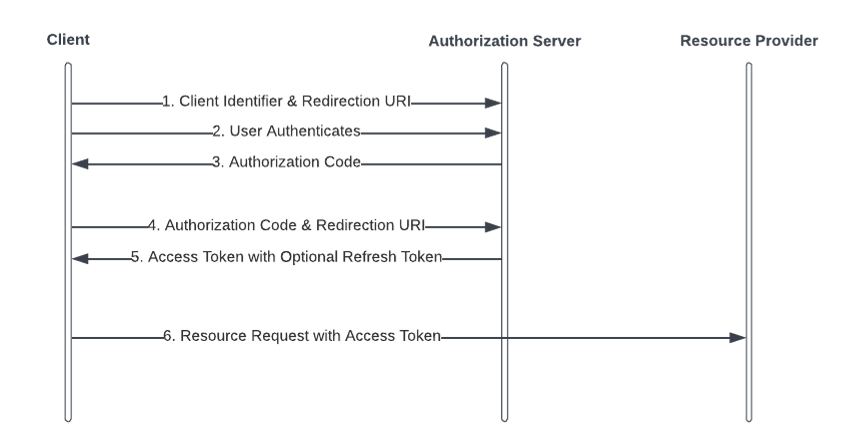 Client
Authorization Server
Resource Provider
1. Client Identifier & Redirection URI
2. User Authenticates
3. Authorization Code
4. Authorization Code & Redirection URI
5. Access Token with Optional Refresh Token
6. Resource Request with Access Token